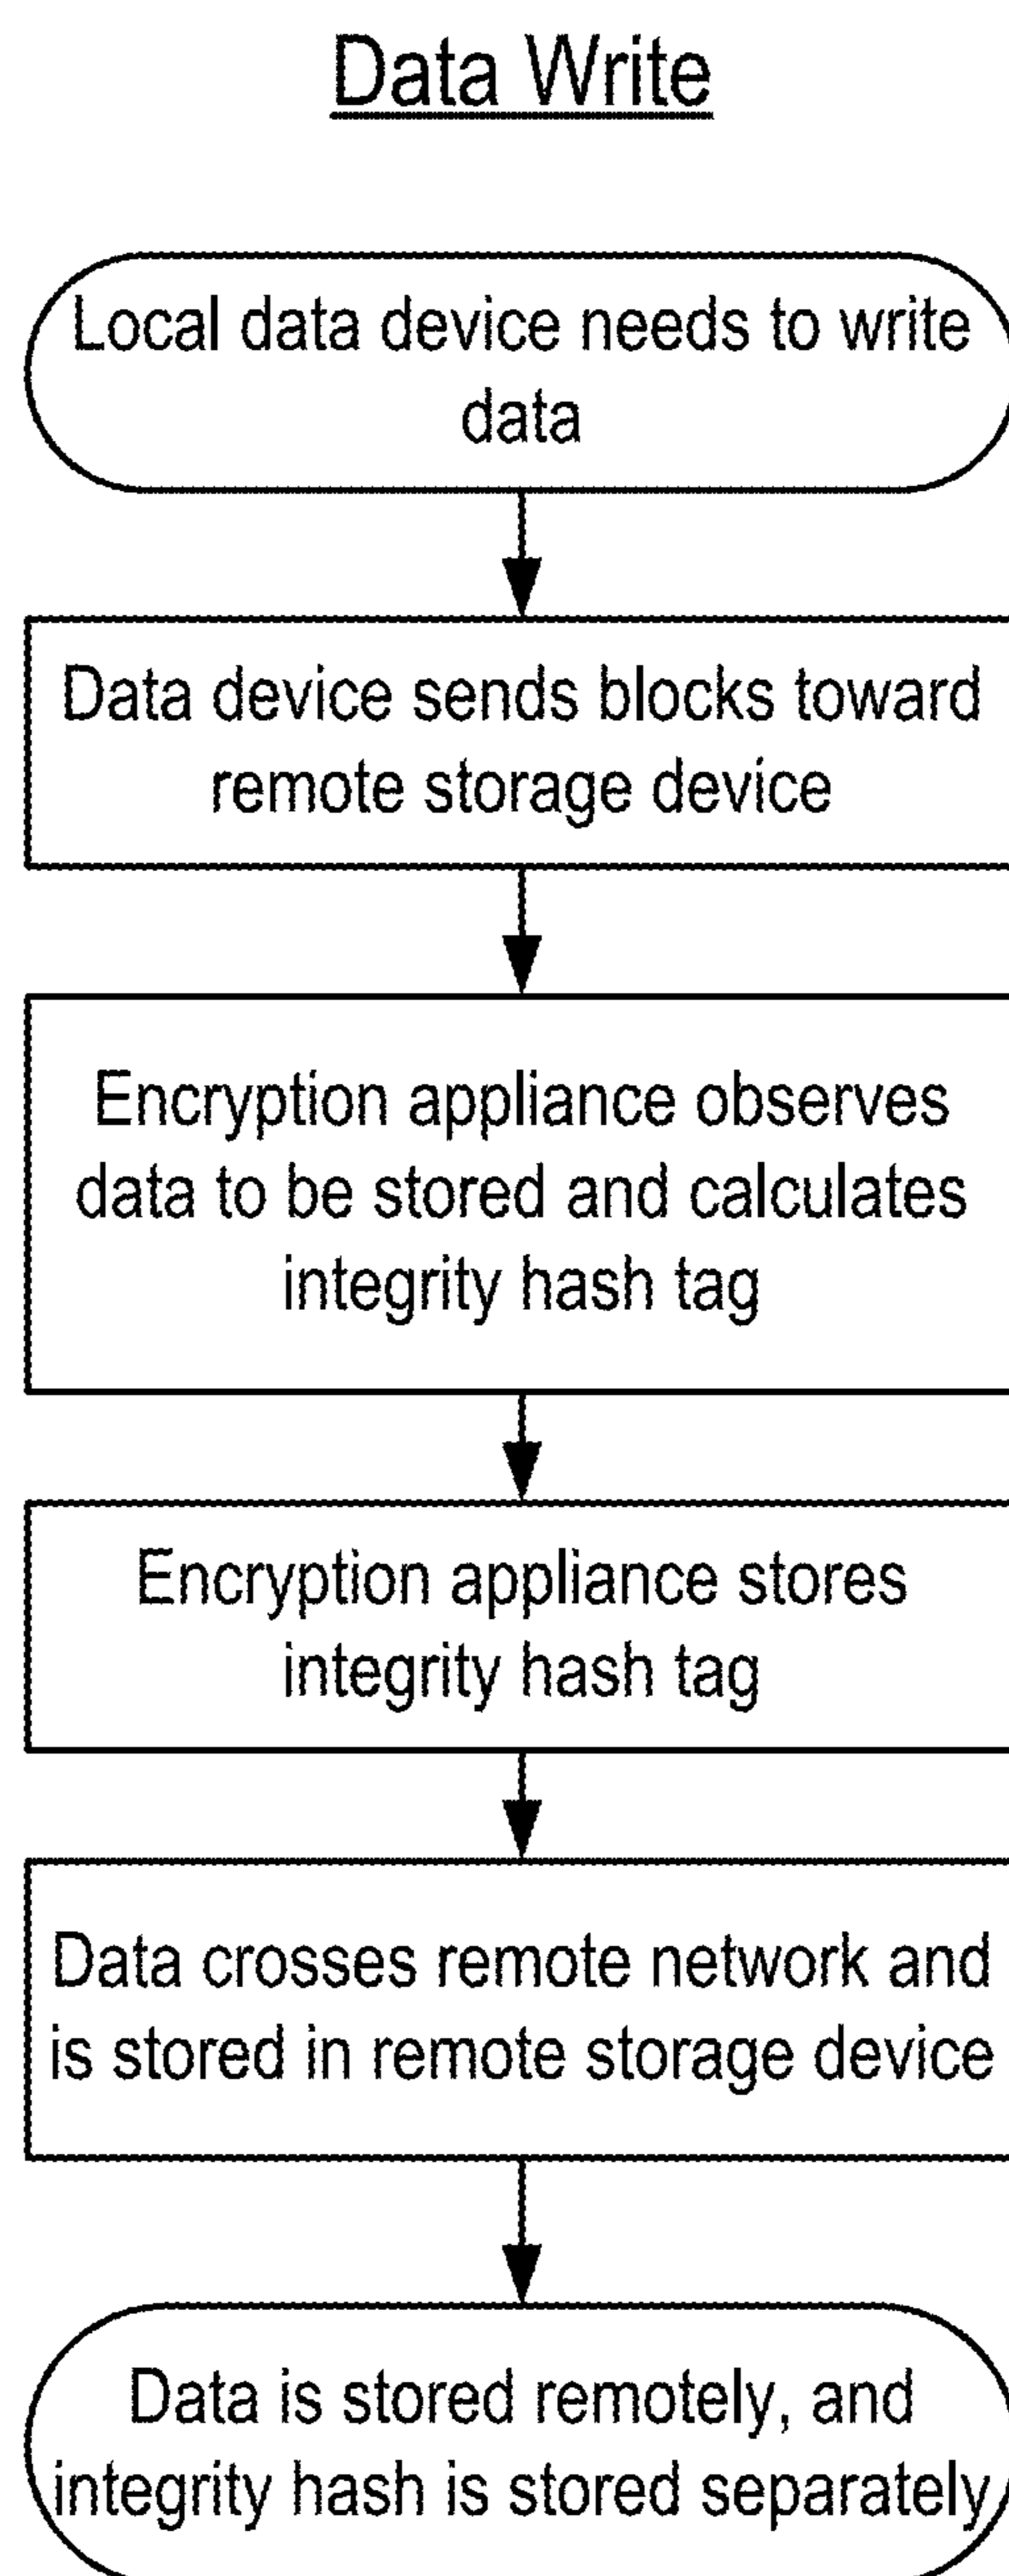 Data Write
Local data device needs to write
data
Data device sends blocks toward
remote storage device
Encryption appliance observes
data to be stored and calculates
integrity hash tag
Encryption appliance stores
integrity hash tag
Data crosses remote network and
is stored in remote storage device
Data is stored remotely, and
integrity hash is stored separately